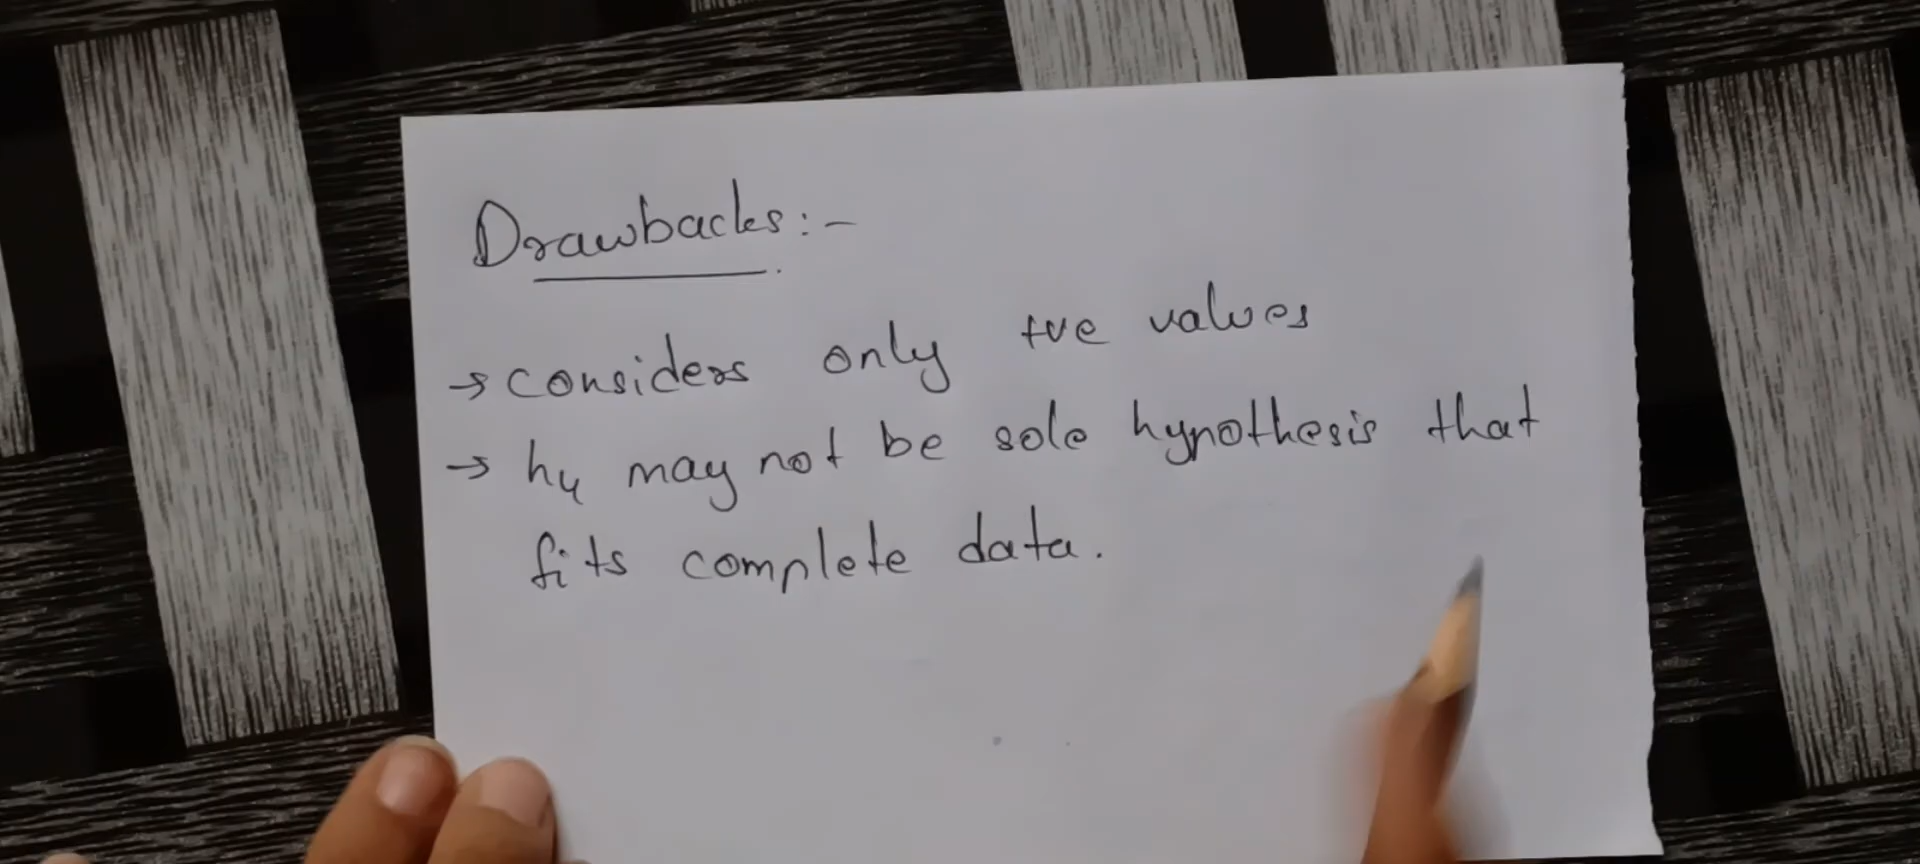 Drawbacks:-
→ considers only +ve values
→ h4 may not be sole hypothesis that
fits complete data.